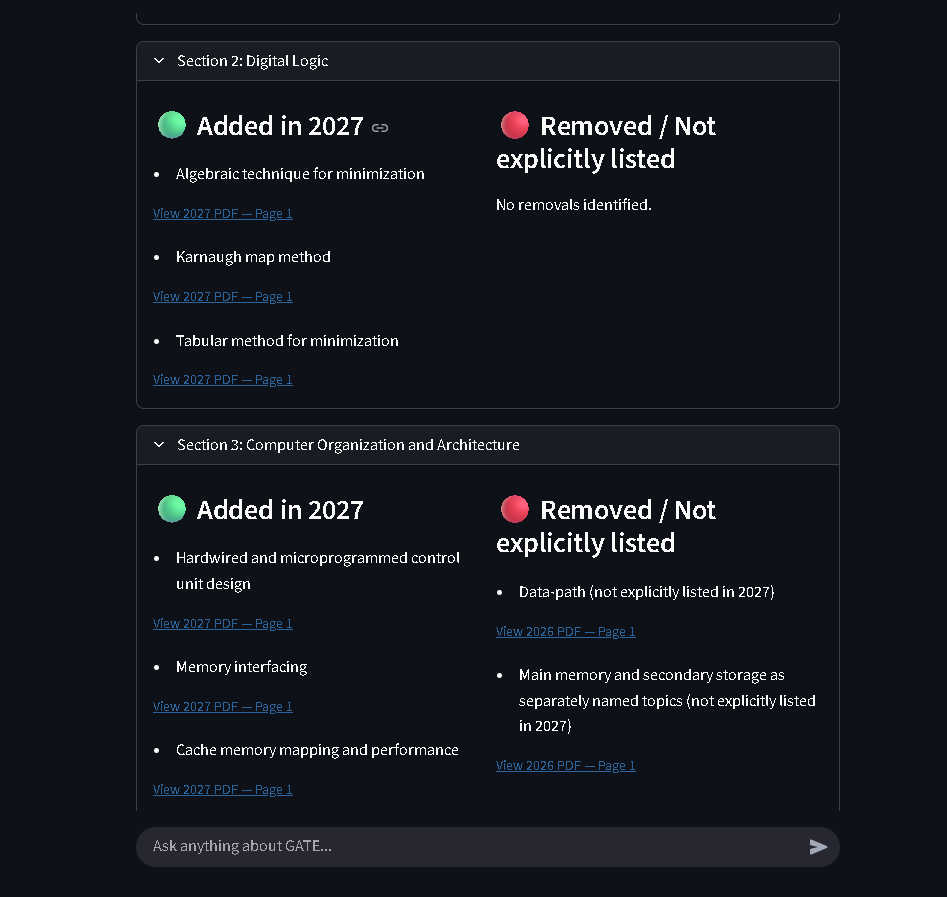 Section 2: Digital Logic
Added in 2027
• Algebraic technique for minimization
View 2027 PDF — Page 1
• Karnaugh map method
View 2027 PDF — Page 1
• Tabular method for minimization
View 2027 PDF — Page 1
Removed / Not
explicitly listed
No removals identified.
Section 3: Computer Organization and Architecture
Added in 2027
• Hardwired and microprogrammed control
unit design
View 2027 PDF — Page 1
• Memory interfacing
View 2027 PDF — Page 1
• Cache memory mapping and performance
View 2027 PDF — Page 1
Removed / Not
explicitly listed
• Data-path (not explicitly listed in 2027)
View 2026 PDF — Page 1
• Main memory and secondary storage as
separately named topics (not explicitly listed
in 2027)
View 2026 PDF — Page 1
Ask anything about GATE...